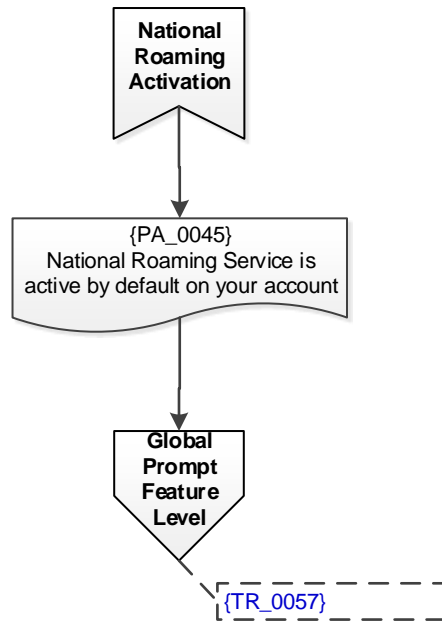 National
Roaming
Activation
{PA_0045}
National Roaming Service is
active by default on your account
Global
Prompt
Feature
Level
{TR_0057}